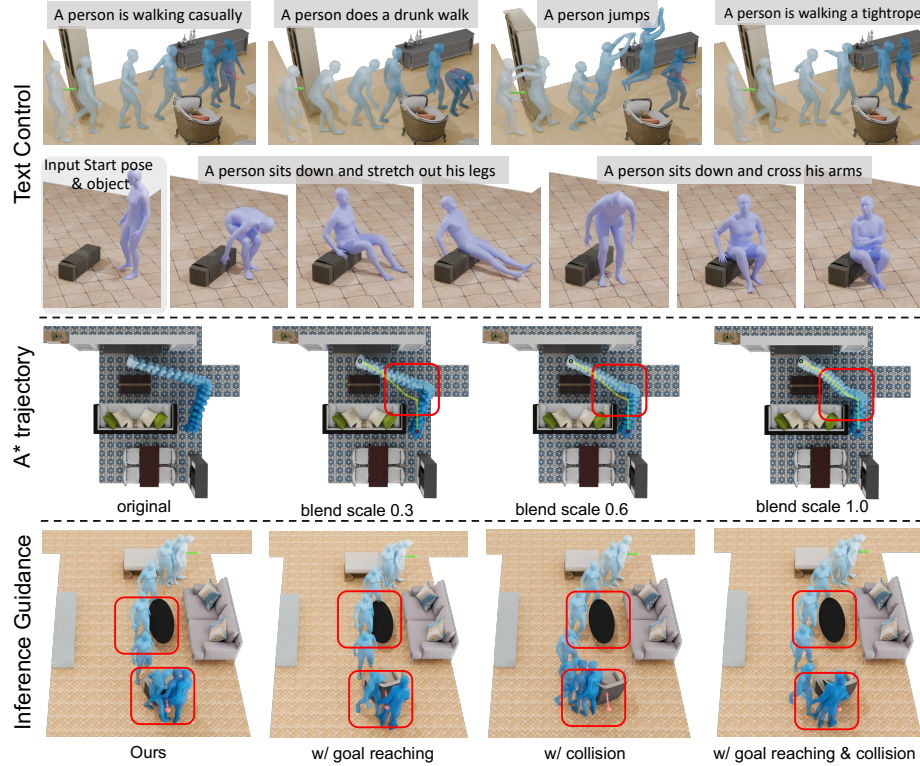 Text Control
A person is walking casually
A person does a drunk walk
A person jumps
A person is walking a tightrope
Input Start pose
& object
A person sits down and stretch out his legs
A person sits down and cross his arms
A* trajectory
original
blend scale 0.3
blend scale 0.6
blend scale 1.0
Inference Guidance
Ours
w/ goal reaching
w/ collision
w/ goal reaching & collision